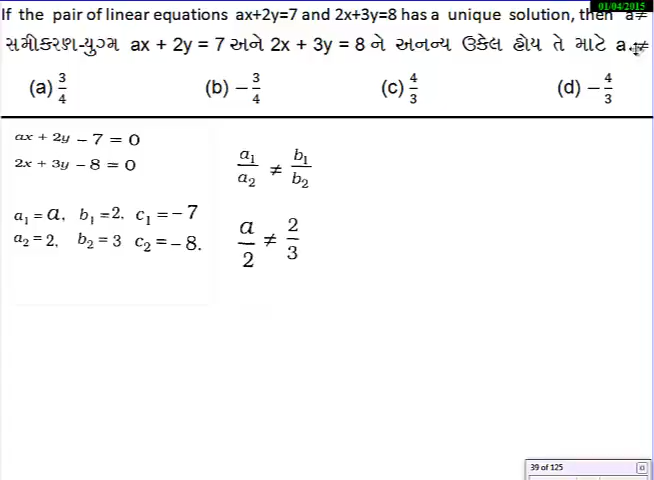 01/04/2015
If the pair of linear equations ax+2y=7 and 2x+3y=8 has a unique solution, then a≠
સમીકરણ-યુગ્મ ax + 2y = 7 અને 2x + 3y = 8 ને અનન્ય ઉકેલ હોય તે માટે a ≠
(a) 3/4 (b) −3/4 (c) 4/3 (d) −4/3
ax + 2y − 7 = 0
2x + 3y − 8 = 0
a₁ = a, b₁ = 2, c₁ = − 7
a₂ = 2, b₂ = 3 c₂ = − 8.
a₁/a₂ ≠ b₁/b₂
a/2 ≠ 2/3
39 of 125